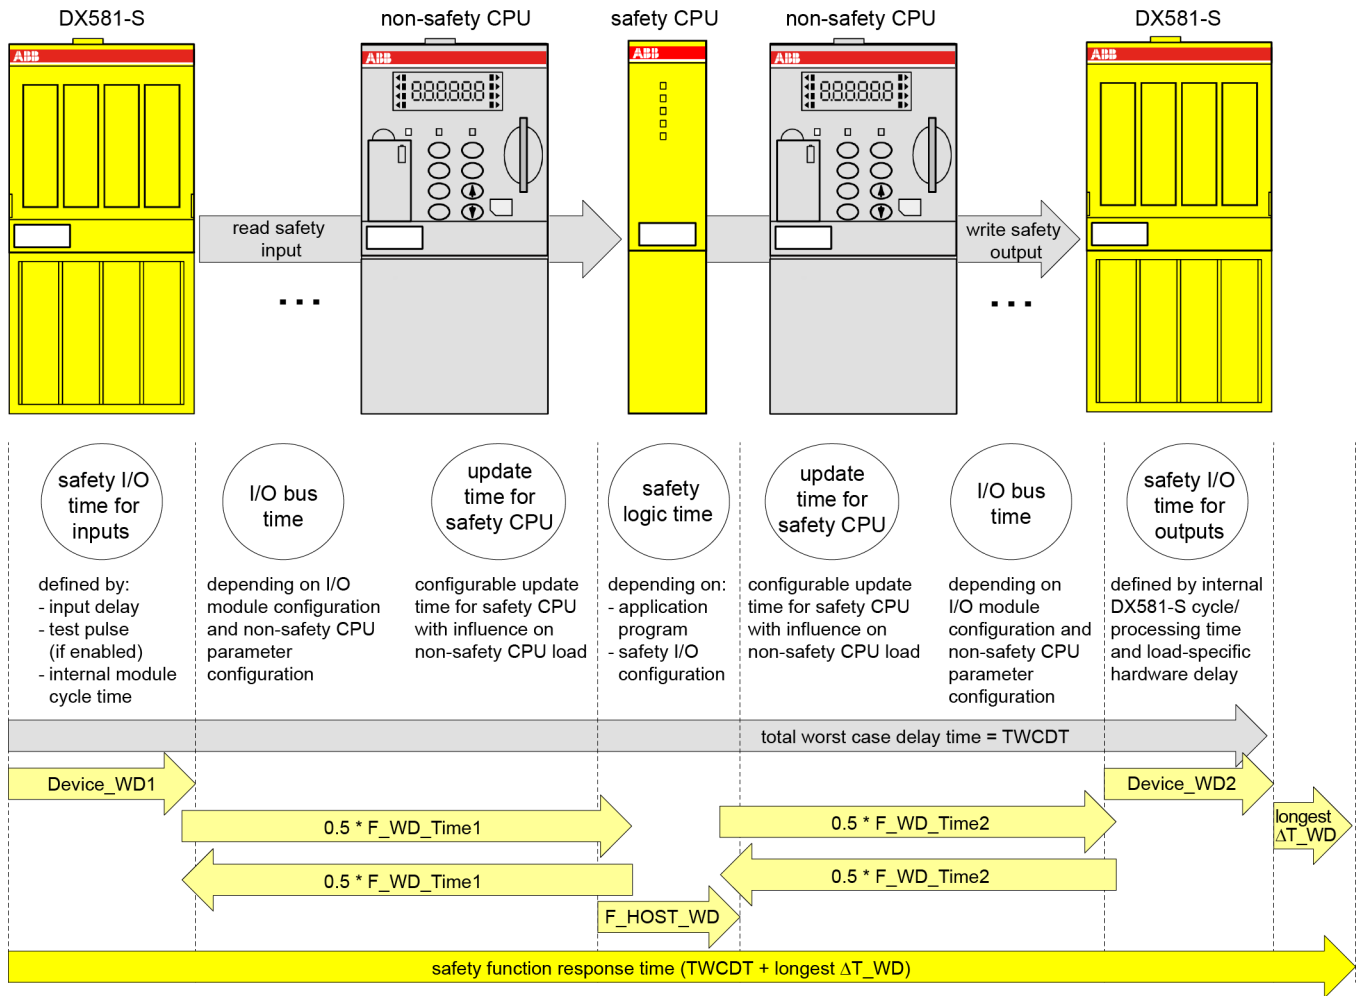 DX581-S
non-safety CPU
safety CPU
non-safety CPU
DX581-S
ABB
ABB
ABB
ABB
ABB
read safety
input
...
write safety
output
...
safety I/O
time for
inputs
I/O bus
time
update
time for
safety CPU
safety
logic time
update
time for
safety CPU
I/O bus
time
safety I/O
time for
outputs
defined by:
- input delay
- test pulse
(if enabled)
- internal module
cycle time
depending on I/O
module configuration
and non-safety CPU
parameter
configuration
configurable update
time for safety CPU
with influence on
non-safety CPU load
depending on:
- application
program
- safety I/O
configuration
configurable update
time for safety CPU
with influence on
non-safety CPU load
depending on
I/O module
configuration and
non-safety CPU
parameter
configuration
defined by internal
DX581-S cycle/
processing time
and load-specific
hardware delay
total worst case delay time = TWCDT
Device_WD1
Device_WD2
0.5 * F_WD_Time1
0.5 * F_WD_Time2
longest
ΔT_WD
0.5 * F_WD_Time1
0.5 * F_WD_Time2
F_HOST_WD
safety function response time (TWCDT + longest ΔT_WD)